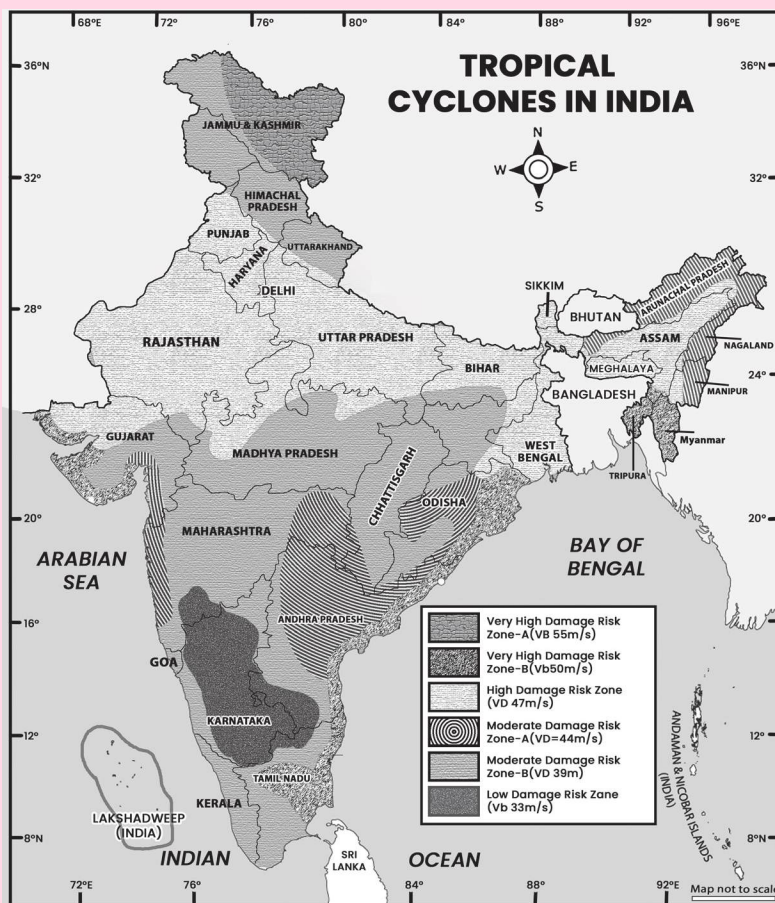 68°E
72°E
76°E
80°E
84°E
88°E
92°E
96°E
TROPICAL
CYCLONES IN INDIA
36°N
36°N
N
W
E
S
JAMMU & KASHMIR
32°
32°
HIMACHAL
PRADESH
PUNJAB
UTTARAKHAND
HARYANA
DELHI
SIKKIM
ARUNACHAL PRADESH
28°
28°
BHUTAN
RAJASTHAN
UTTAR PRADESH
ASSAM
NAGALAND
BIHAR
MEGHALAYA
24°
24°
BANGLADESH
MANIPUR
GUJARAT
MADHYA PRADESH
WEST
BENGAL
Myanmar
TRIPURA
CHHATTISGARH
ODISHA
20°
20°
MAHARASHTRA
ARABIAN
SEA
BAY OF
BENGAL
16°
16°
ANDHRA PRADESH
GOA
Very High Damage Risk
Zone-A(VB 55m/s)
Very High Damage Risk
Zone-B(Vb50m/s)
High Damage Risk Zone
(VD 47m/s)
Moderate Damage Risk
Zone-A(VD=44m/s)
Moderate Damage Risk
Zone-B(VD 39m)
Low Damage Risk Zane
(Vb 33m/s)
KARNATAKA
12°
12°
ANDAMAN & NICOBAR ISLANDS
(INDIA)
TAMIL NADU
KERALA
LAKSHADWEEP
(INDIA)
8°N
8°N
INDIAN
OCEAN
SRI
LANKA
72°E
76°
84°
88°
92°E
Map not to scale